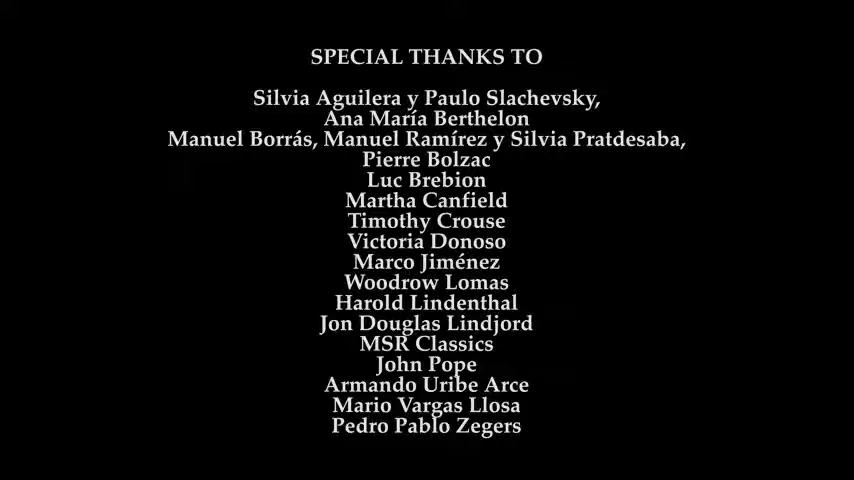 SPECIAL THANKS TO
Silvia Aguilera y Paulo Slachevsky,
Ana María Berthelon
Manuel Borrás, Manuel Ramírez y Silvia Pratdesaba,
Pierre Bolzac
Luc Brebion
Martha Canfield
Timothy Crouse
Victoria Donoso
Marco Jiménez
Woodrow Lomas
Harold Lindenthal
Jon Douglas Lindjord
MSR Classics
John Pope
Armando Uribe Arce
Mario Vargas Llosa
Pedro Pablo Zegers